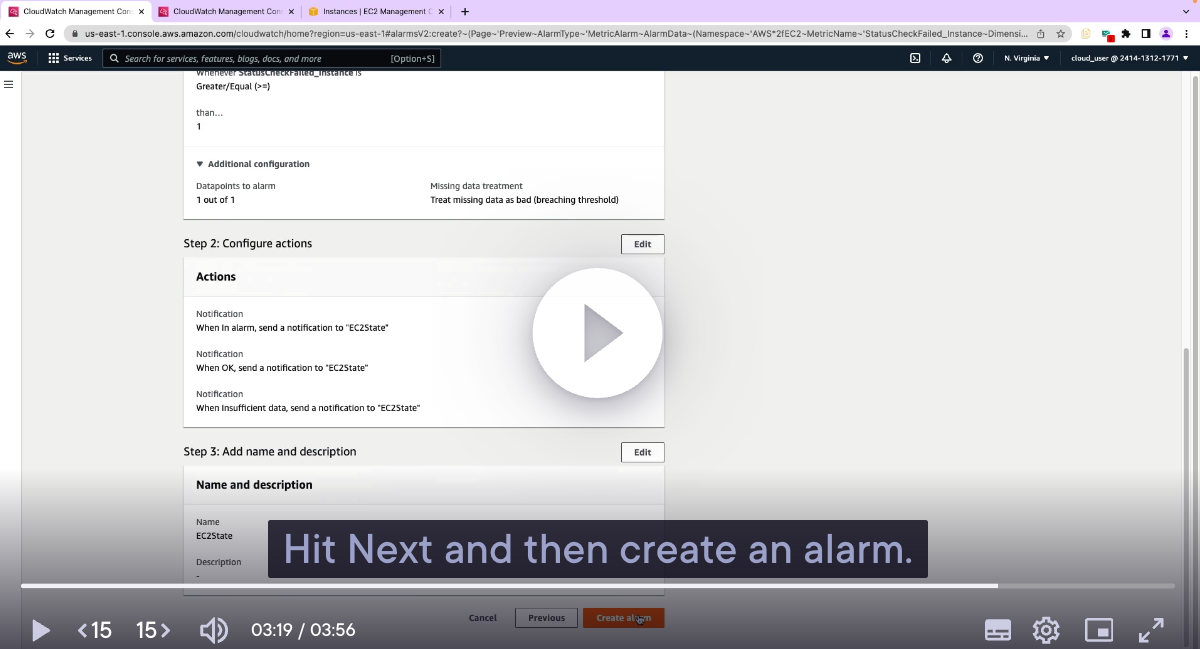 CloudWatch Management Con
CloudWatch Management Con
Instances | EC2 Management C
us-east-1.console.aws.amazon.com/cloudwatch/home?region=us-east-1#alarmsV2:create?~(Page~'Preview~AlarmType~'MetricAlarm~AlarmData~(Namespace~'AWS*2fEC2~MetricName~'StatusCheckFailed_Instance~Dimensi...
aws
Services
Search for services, features, blogs, docs, and more
[Option+S]
N. Virginia
cloud_user @ 2414-1312-1771
Whenever StatusCheckFailed_Instance is
Greater/Equal (>=)
than...
1
Additional configuration
Datapoints to alarm
Missing data treatment
1 out of 1
Treat missing data as bad (breaching threshold)
Step 2: Configure actions
Edit
Actions
Notification
When In alarm, send a notification to "EC2State"
Notification
When OK, send a notification to "EC2State"
Notification
When Insufficient data, send a notification to "EC2State"
Step 3: Add name and description
Edit
Name and description
Name
EC2State
Hit Next and then create an alarm.
Description
-
Cancel
Previous
Create alarm
15
15
03:19 / 03:56